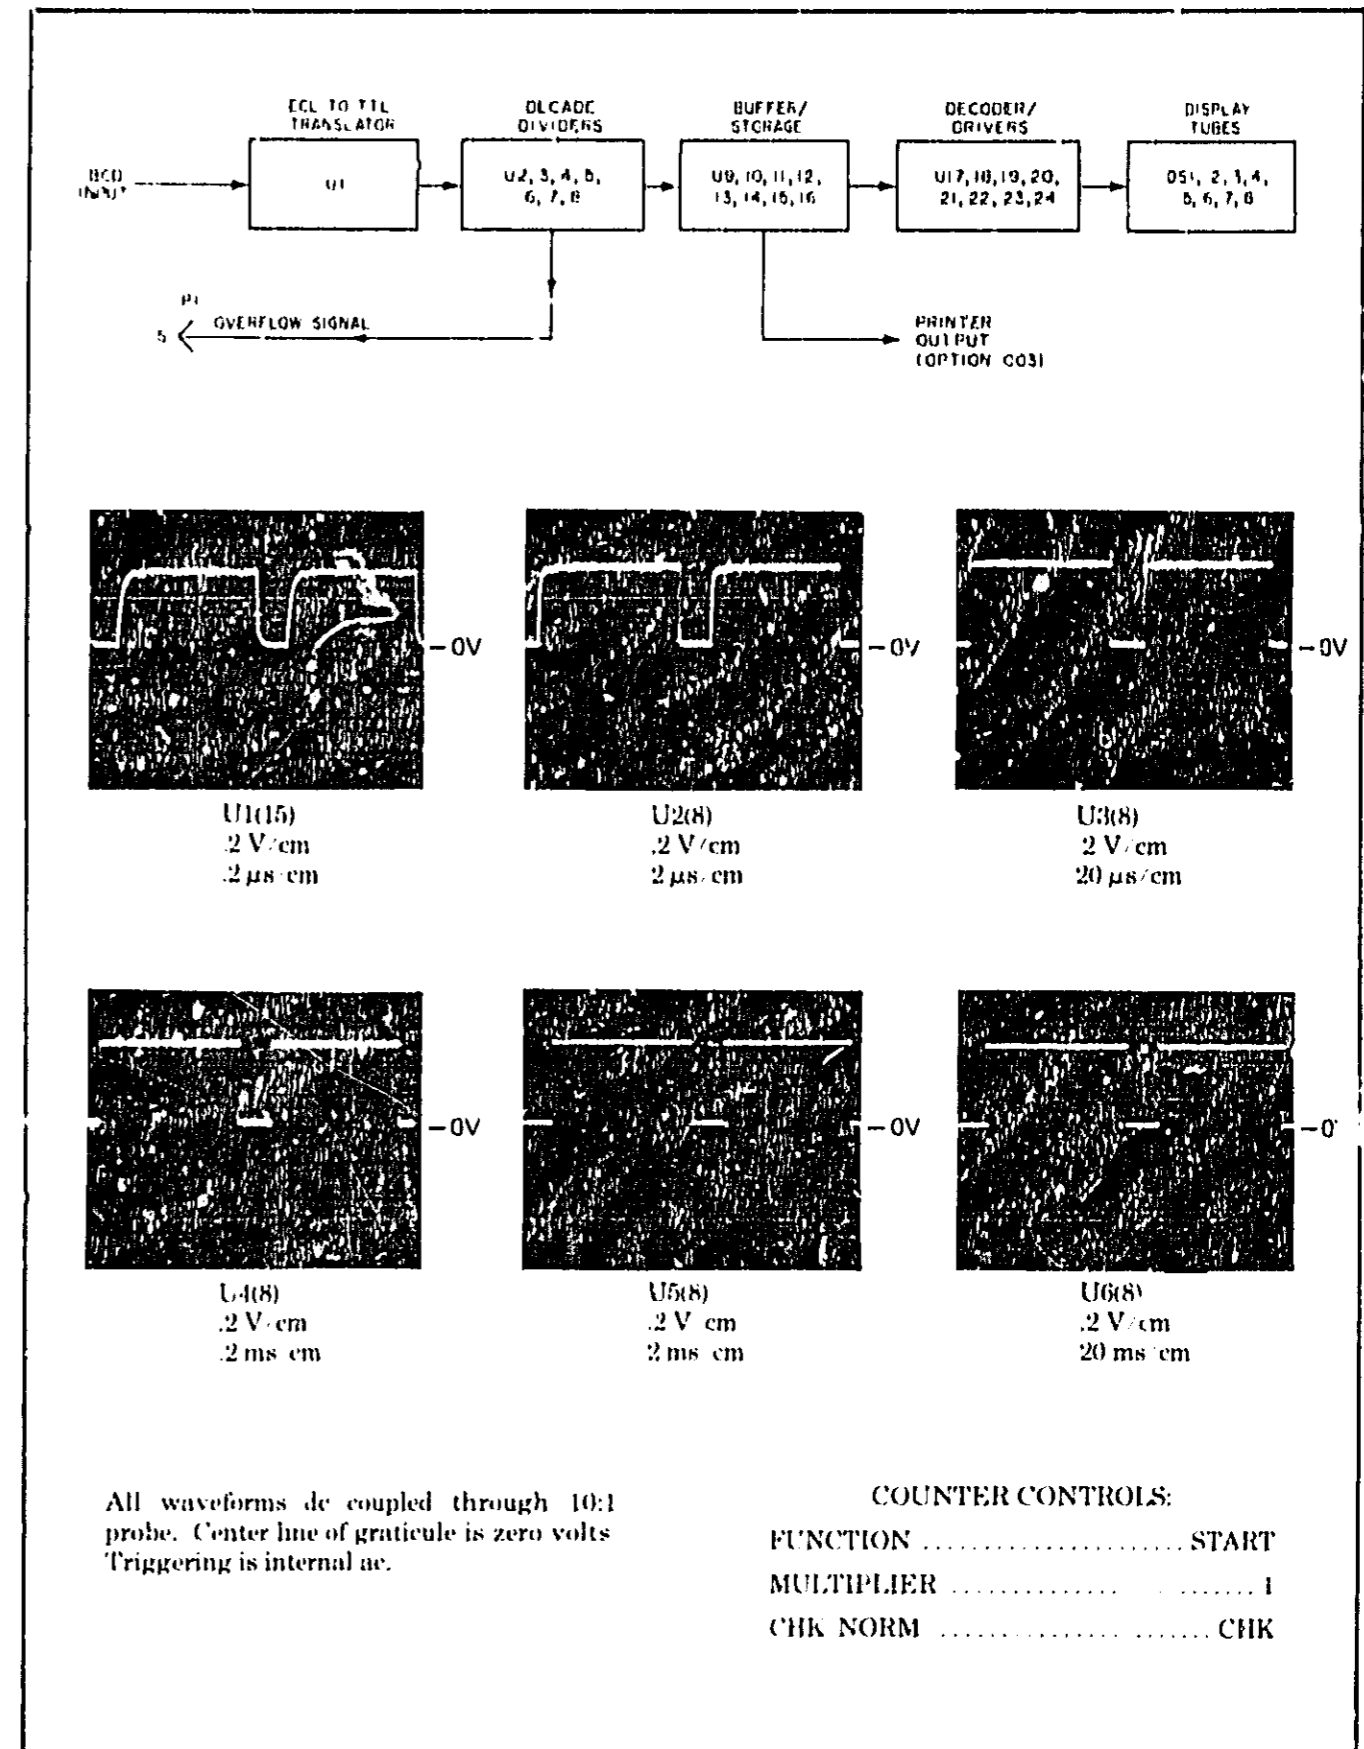 ECL TO TTL
TRANSLATOR
DECADE
DIVIDERS
BUFFER/
STORAGE
DECODER/
DRIVERS
DISPLAY
TUBES
BCD
INPUT
U1
U2, 3, 4, 5,
6, 7, 8
U9, 10, 11, 12,
13, 14, 15, 16
U17, 18, 19, 20,
21, 22, 23, 24
DS1, 2, 3, 4,
5, 6, 7, 8
P1
5
OVERFLOW SIGNAL
PRINTER
OUTPUT
(OPTION 003)
0V
0V
0V
U1(15)
.2 V/cm
.2 μs/cm
U2(8)
.2 V/cm
2 μs/cm
U3(8)
.2 V/cm
20 μs/cm
0V
0V
0
U4(8)
.2 V/cm
.2 ms cm
U5(8)
.2 V cm
2 ms cm
U6(8)
.2 V/cm
20 ms cm
All waveforms dc coupled through 10:1
probe. Center line of graticule is zero volts
Triggering is internal ac.
COUNTER CONTROLS:
FUNCTION ...................... START
MULTIPLIER .............. ....... 1
CHK NORM .............. ....... CHK